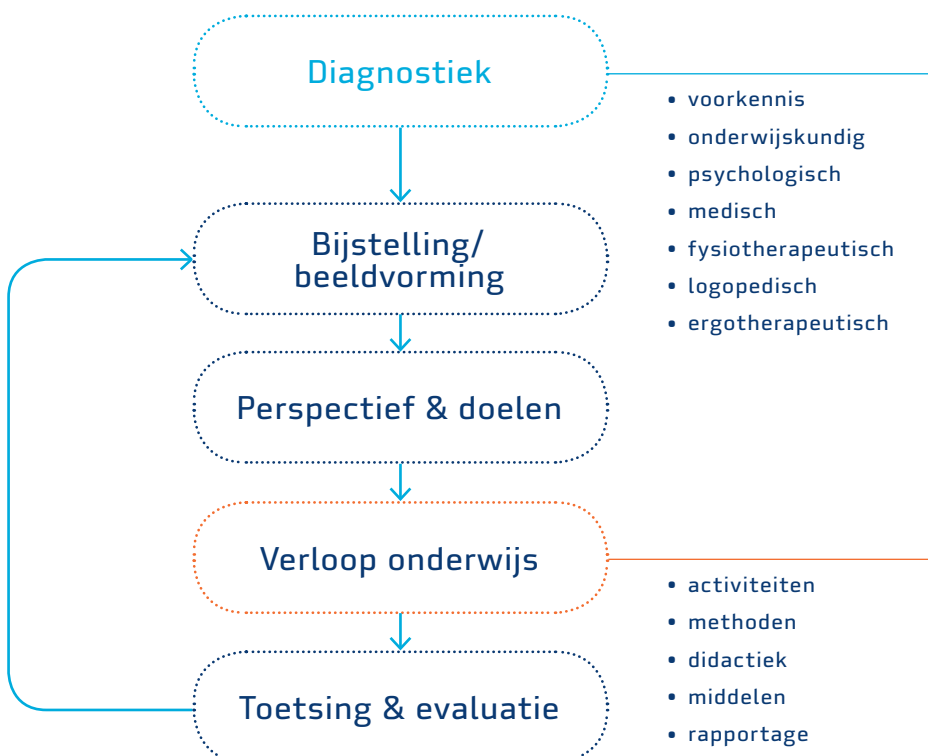 Diagnostiek
• voorkennis
• onderwijskundig
• psychologisch
• medisch
• fysiotherapeutisch
• logopedisch
• ergotherapeutisch
Bijstelling/
beeldvorming
Perspectief & doelen
Verloop onderwijs
• activiteiten
• methoden
• didactiek
• middelen
• rapportage
Toetsing & evaluatie